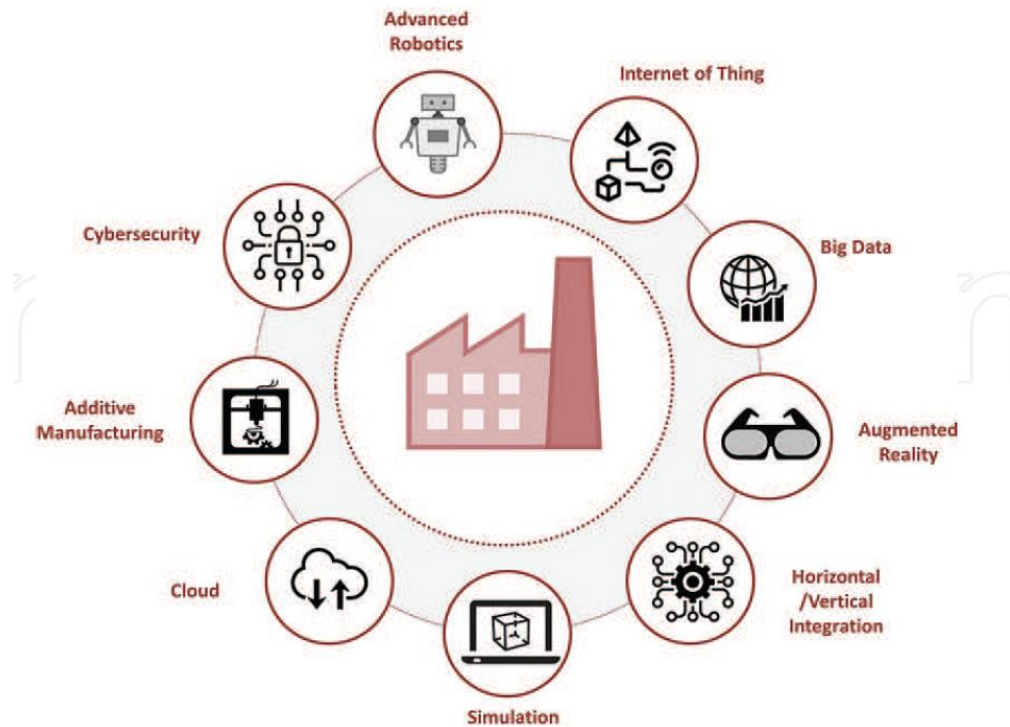 Advanced
Robotics
Internet of Thing
Big Data
Augmented
Reality
Horizontal
/Vertical
Integration
Simulation
Cloud
Additive
Manufacturing
Cybersecurity